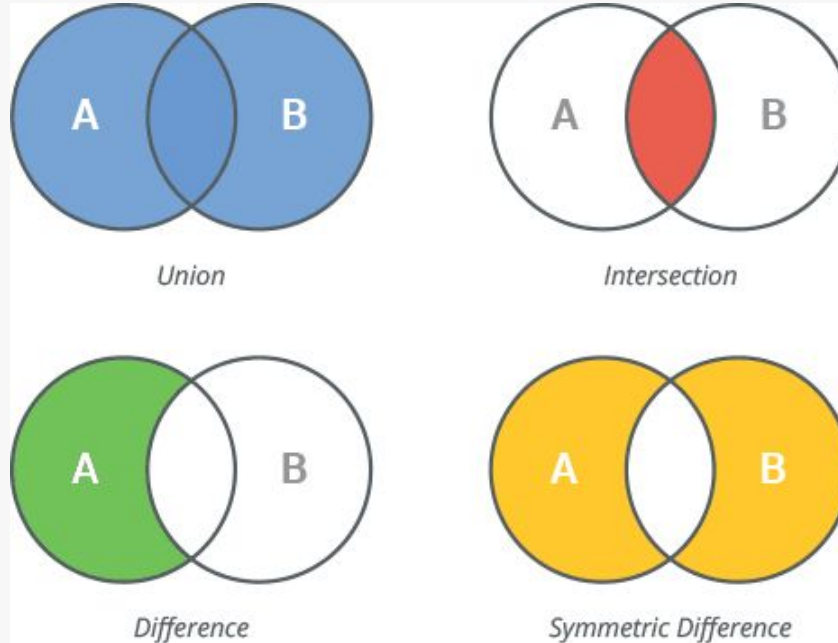 A B
A B
Union
Intersection
A B
A B
Difference
Symmetric Difference